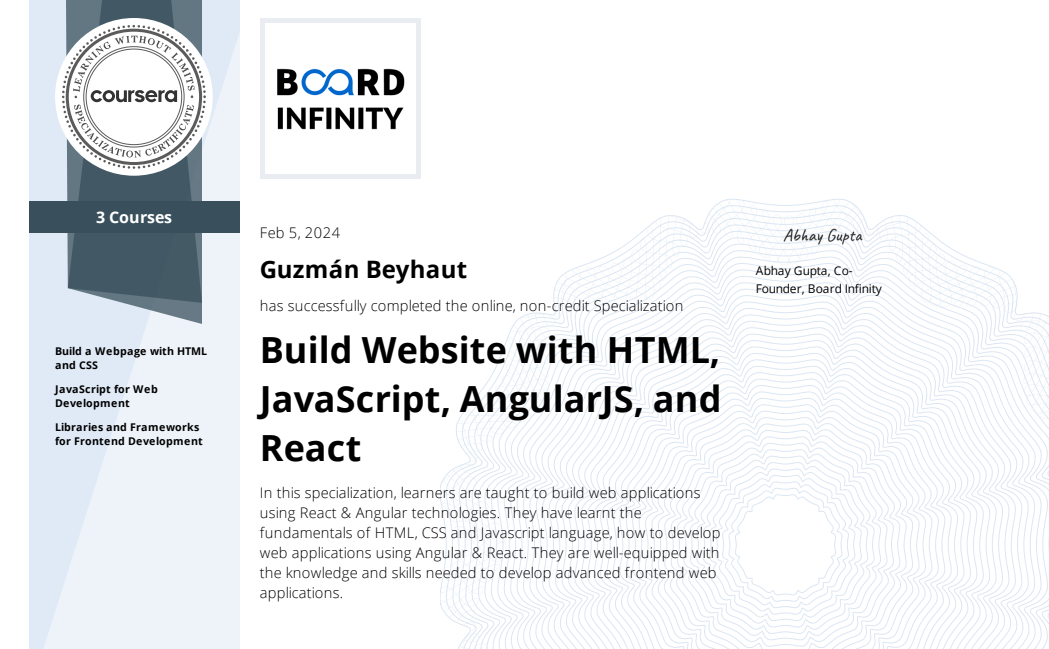 LEARNING WITHOUT LIMITS
coursera
SPECIALIZATION CERTIFICATE
3 Courses
Build a Webpage with HTML
and CSS
JavaScript for Web
Development
Libraries and Frameworks
for Frontend Development
BOARD
INFINITY
Feb 5, 2024
Guzmán Beyhaut
has successfully completed the online, non-credit Specialization
Build Website with HTML,
JavaScript, AngularJS, and
React
In this specialization, learners are taught to build web applications
using React & Angular technologies. They have learnt the
fundamentals of HTML, CSS and Javascript language, how to develop
web applications using Angular & React. They are well-equipped with
the knowledge and skills needed to develop advanced frontend web
applications.
Abhay Gupta
Abhay Gupta, Co-
Founder, Board Infinity